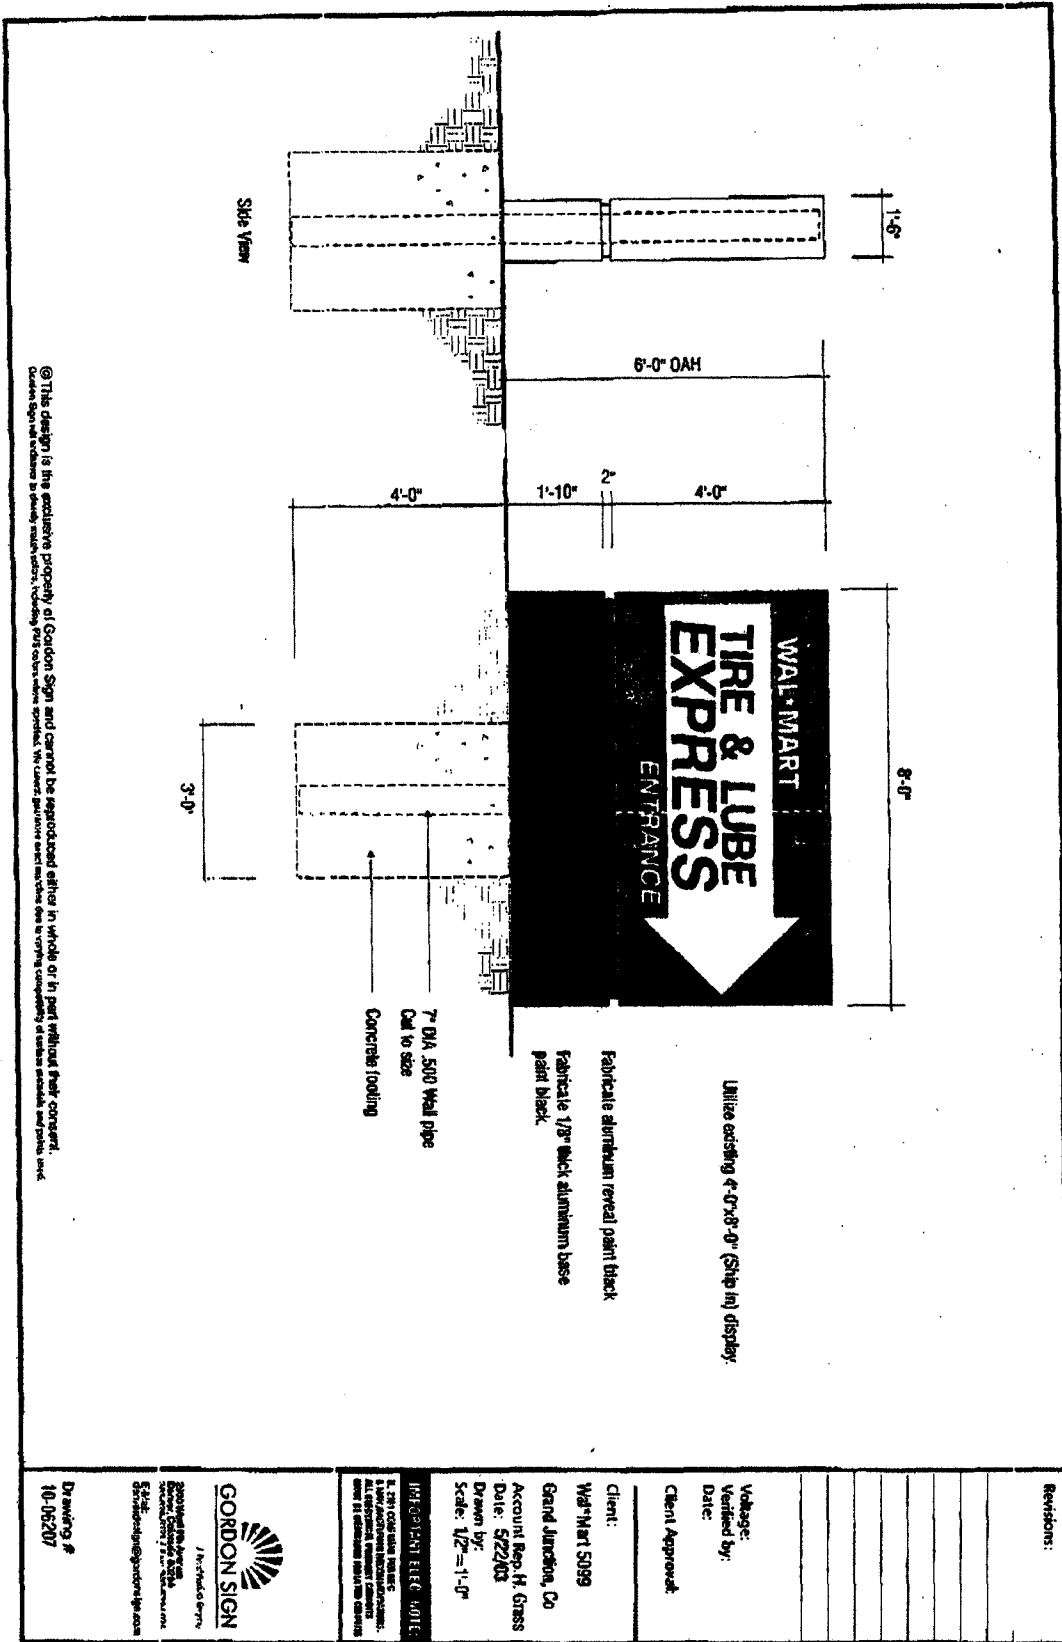 1'-6"
Side View
6'-0" OAH
4'-0"
1'-10"
2"
4'-0"
8'-0"
WAL*MART
TIRE & LUBE
EXPRESS
ENTRANCE
3'-0"
Utilize existing 4'-0"x8'-0" (Ship in) display.
Fabricate aluminum reveal paint black
Fabricate 1/8" thick aluminum base
paint black.
7" DIA .500 Wall pipe
Cut to size
Concrete footing
©This design is the exclusive property of Gordon Sign and cannot be reproduced either in whole or in part without their consent.
Revisions:
Voltage:
Verified by:
Date:
Client Approval:
Client:
Wal*Mart 5099
Grand Junction, Co
Account Rep. H. Grass
Date: 5/22/03
Drawn by:
Scale: 1/2"=1'-0"
IMPORTANT ELEC. NOTE:
GORDON SIGN
Drawing #
10-06207